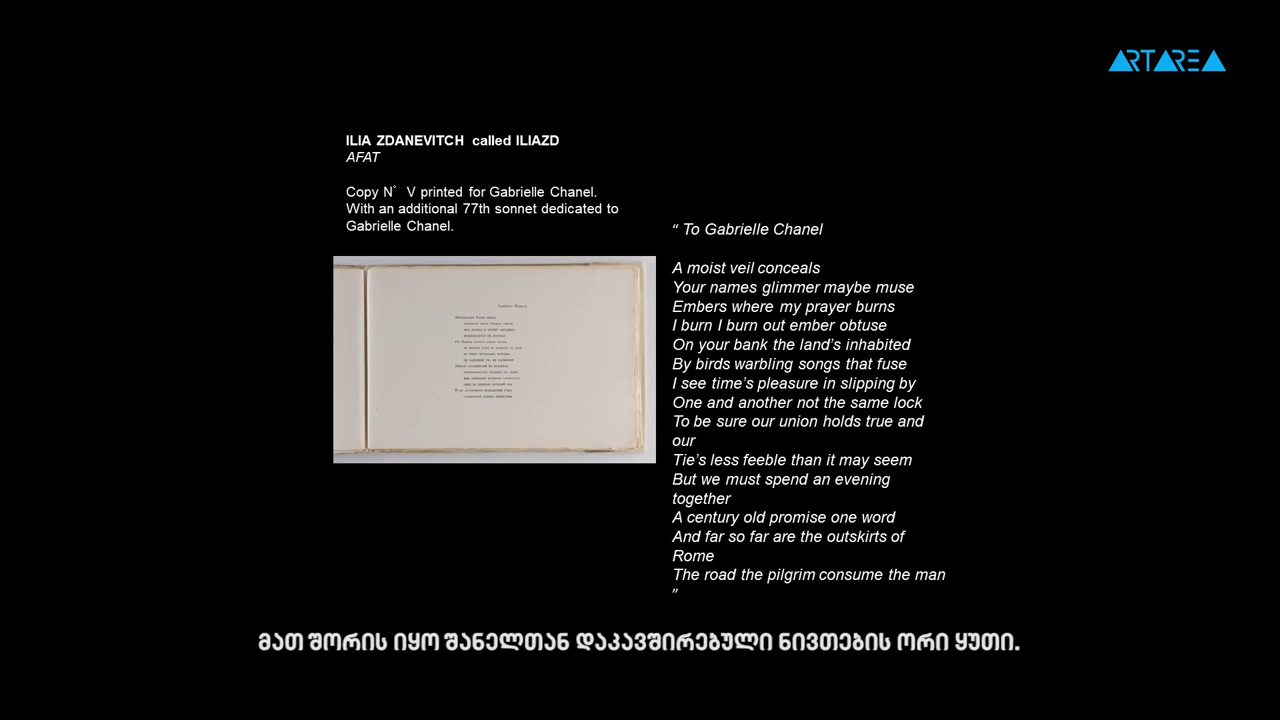 ARTAREA
ILIA ZDANEVITCH called ILIAZD
AFAT
Copy N° V printed for Gabrielle Chanel.
With an additional 77th sonnet dedicated to
Gabrielle Chanel.
“ To Gabrielle Chanel
A moist veil conceals
Your names glimmer maybe muse
Embers where my prayer burns
I burn I burn out ember obtuse
On your bank the land’s inhabited
By birds warbling songs that fuse
I see time’s pleasure in slipping by
One and another not the same lock
To be sure our union holds true and
our
Tie’s less feeble than it may seem
But we must spend an evening
together
A century old promise one word
And far so far are the outskirts of
Rome
The road the pilgrim consume the man
”
მათ შორის იყო შანელთან დაკავშირებული ნივთების ორი ყუთი.